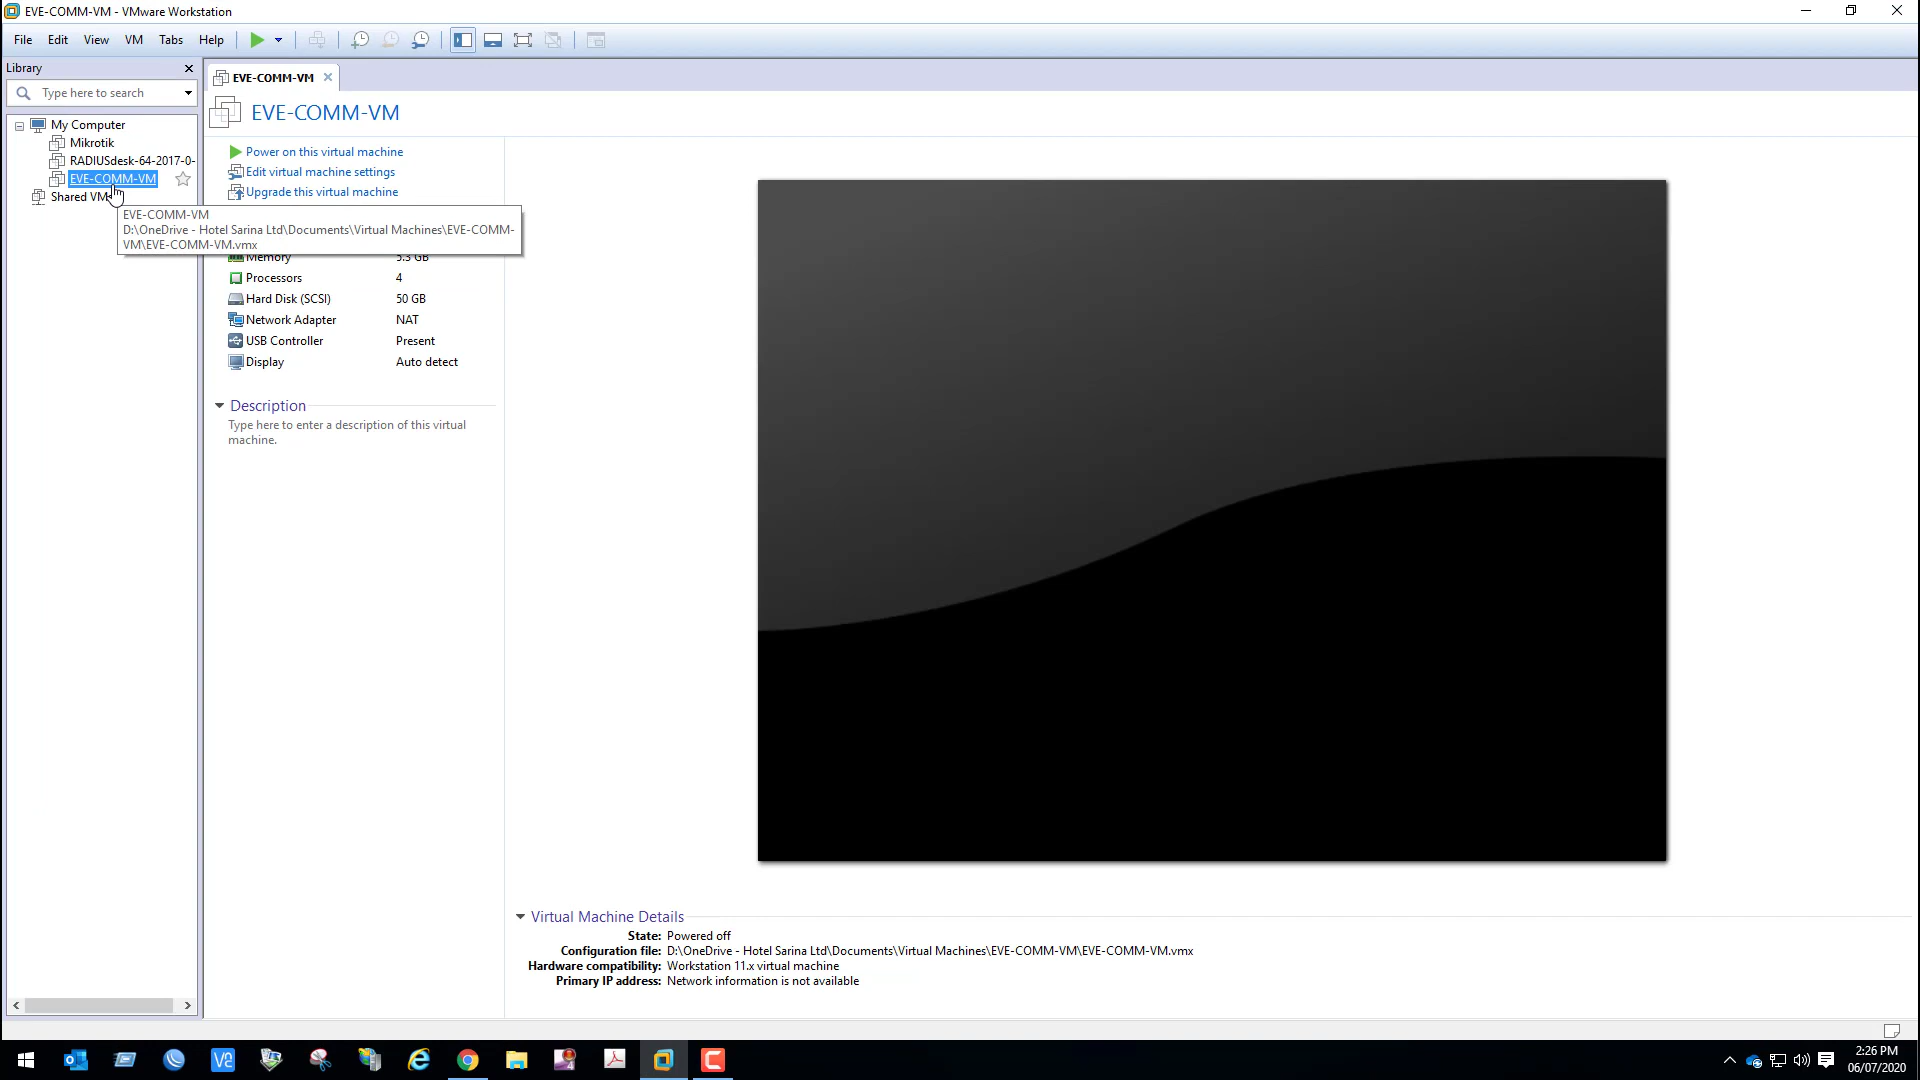 EVE-COMM-VM - VMware Workstation
File Edit View VM Tabs Help
Library
Type here to search
My Computer
Mikrotik
RADIUSdesk-64-2017-0-
EVE-COMM-VM
Shared VM
EVE-COMM-VM
D:\OneDrive - Hotel Sarina Ltd\Documents\Virtual Machines\EVE-COMM-
VM\EVE-COMM-VM.vmx
EVE-COMM-VM
EVE-COMM-VM
Power on this virtual machine
Edit virtual machine settings
Upgrade this virtual machine
Memory 5.3 GB
Processors 4
Hard Disk (SCSI) 50 GB
Network Adapter NAT
USB Controller Present
Display Auto detect
Description
Type here to enter a description of this virtual
machine.
Virtual Machine Details
State: Powered off
Configuration file: D:\OneDrive - Hotel Sarina Ltd\Documents\Virtual Machines\EVE-COMM-VM\EVE-COMM-VM.vmx
Hardware compatibility: Workstation 11.x virtual machine
Primary IP address: Network information is not available
2:26 PM
06/07/2020